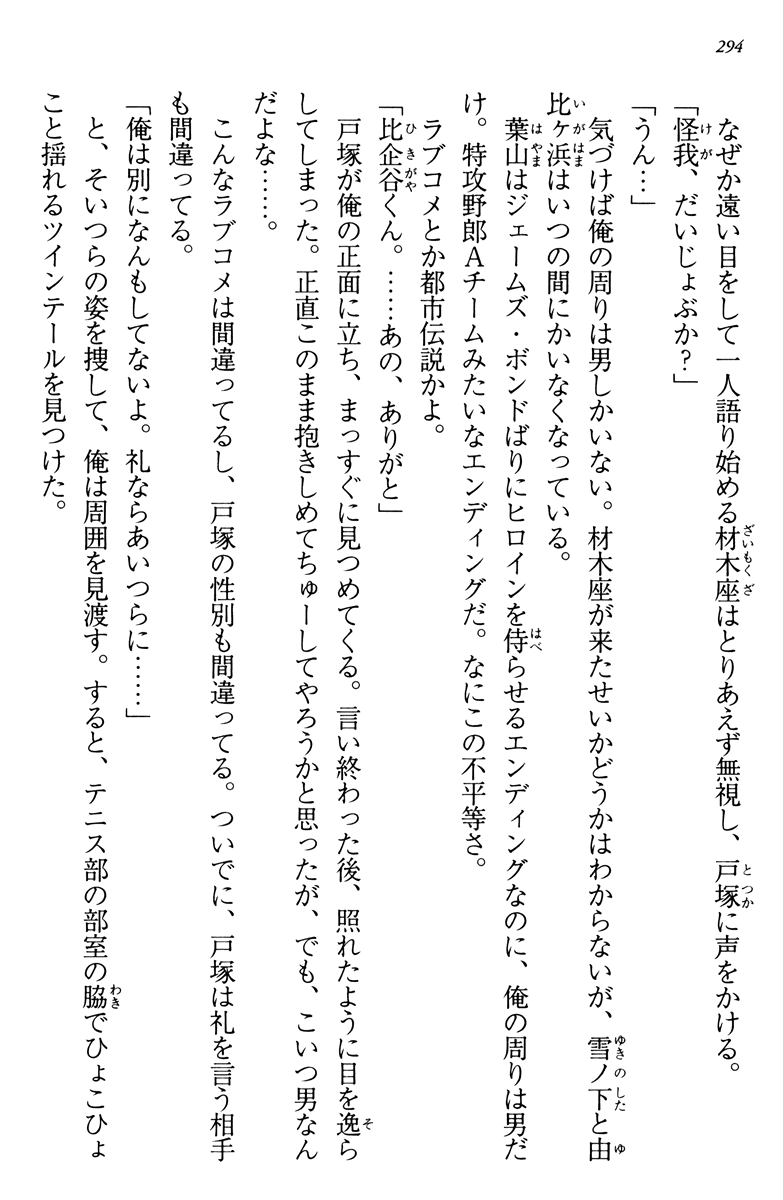 294
なぜか遠い目をして一人語り始める材木座はとりあえず無視し、戸塚に声をかける。
「怪我、だいじょぶか？」
「うん…」
気づけば俺の周りは男しかいない。材木座が来たせいかどうかはわからないが、雪ノ下と由
比ヶ浜はいつの間にかいなくなっている。
葉山はジェームズ・ボンドばりにヒロインを侍らせるエンディングなのに、俺の周りは男だ
け。特攻野郎Ａチームみたいなエンディングだ。なにこの不平等さ。
ラブコメとか都市伝説かよ。
「比企谷くん。……あの、ありがと」
戸塚が俺の正面に立ち、まっすぐに見つめてくる。言い終わった後、照れたように目を逸ら
してしまった。正直このまま抱きしめてちゅーしてやろうかと思ったが、でも、こいつ男なん
だよな……。
こんなラブコメは間違ってるし、戸塚の性別も間違ってる。ついでに、戸塚は礼を言う相手
も間違ってる。
「俺は別になんもしてないよ。礼ならあいつらに……」
と、そいつらの姿を捜して、俺は周囲を見渡す。すると、テニス部の部室の脇でひょこひょ
こと揺れるツインテールを見つけた。